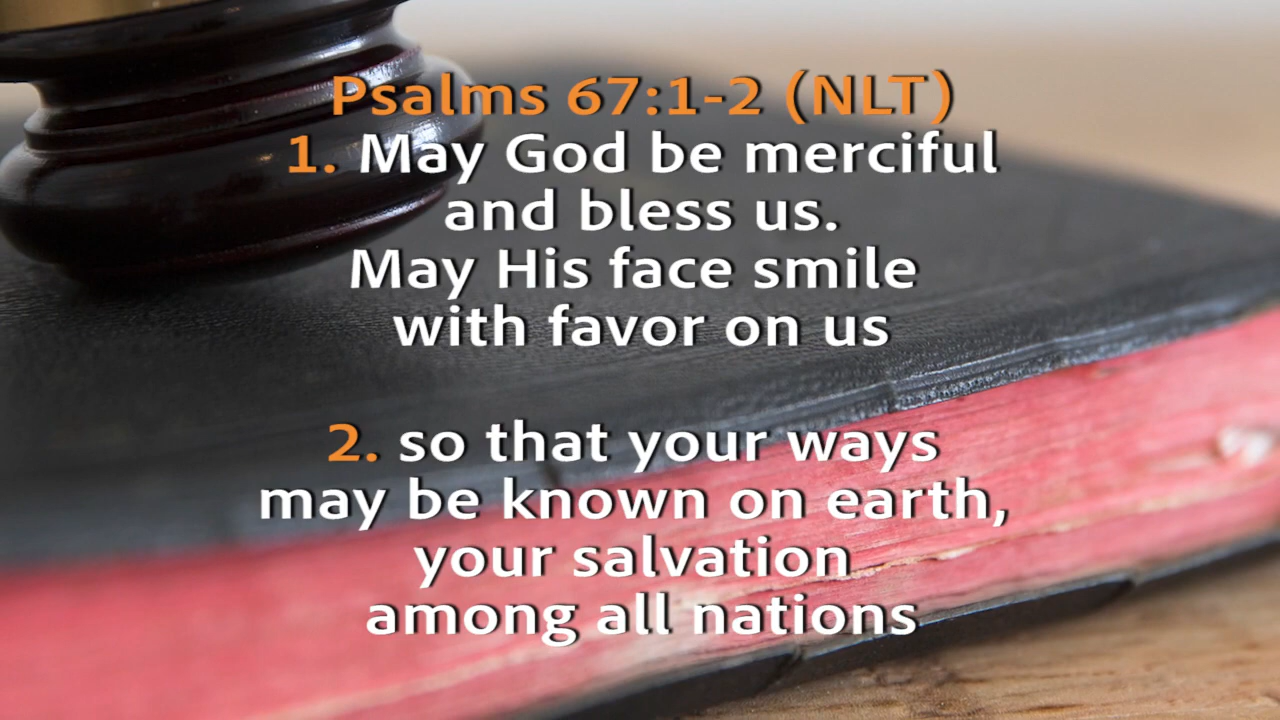 Psalms 67:1-2 (NLT)
1. May God be merciful
and bless us.
May His face smile
with favor on us
2. so that your ways
may be known on earth,
your salvation
among all nations